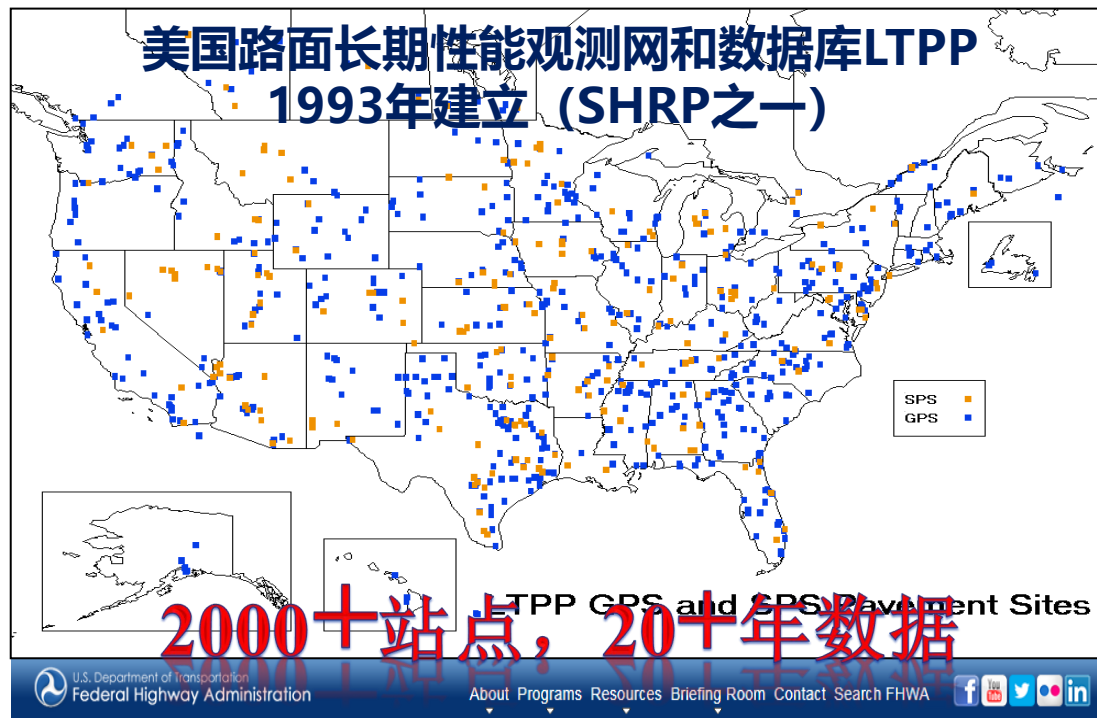 美国路面长期性能观测网和数据库LTPP
1993年建立（SHRP之一）
SPS
GPS
LTPP GPS and SPS Pavement Sites
2000十站点，20十年数据
U.S. Department of Transportation
Federal Highway Administration
About Programs Resources Briefing Room Contact Search FHWA
f You Tube in